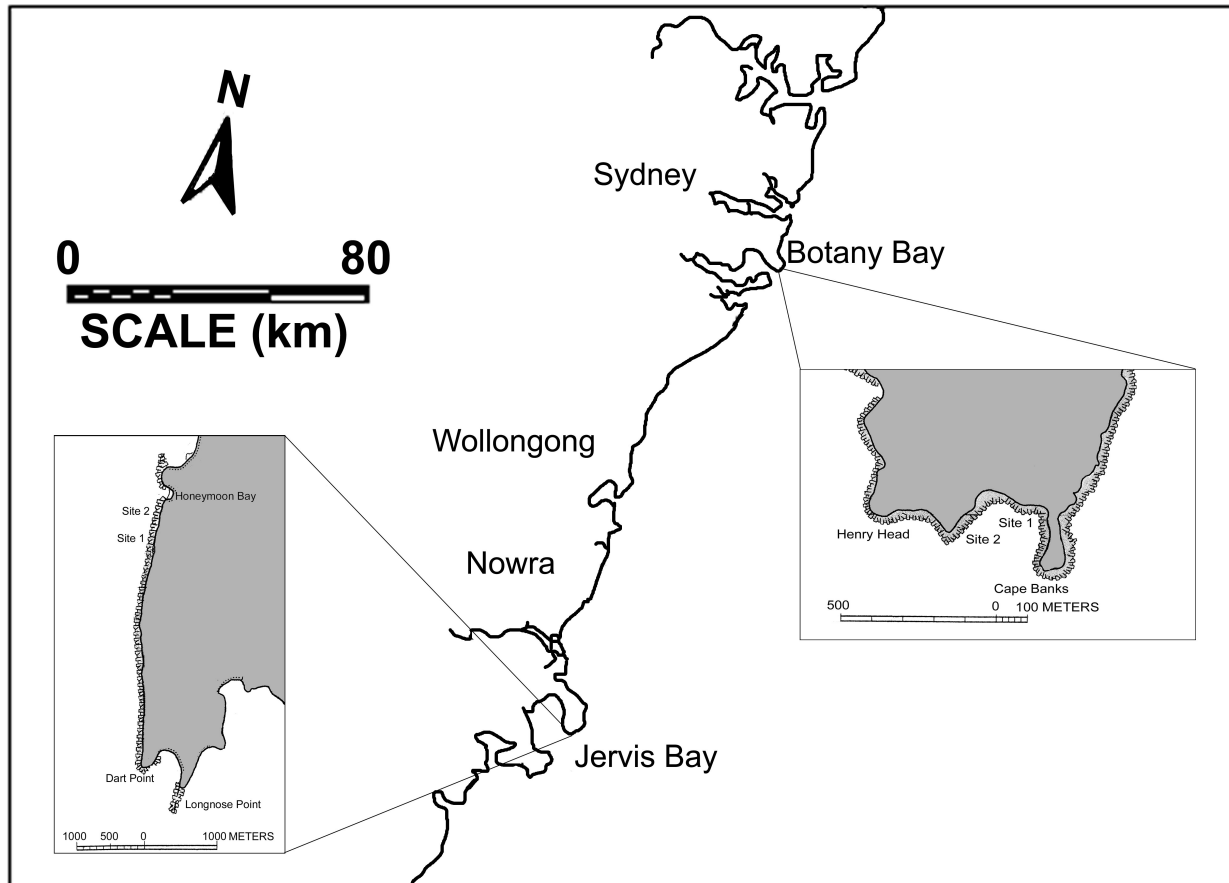 N
0 80
SCALE (km)
Sydney
Botany Bay
Wollongong
Nowra
Jervis Bay
Honeymoon Bay
Site 2
Site 1
Dart Point
Longnose Point
1000 500 0 1000 METERS
Site 1
Henry Head
Site 2
Cape Banks
500 0 100 METERS